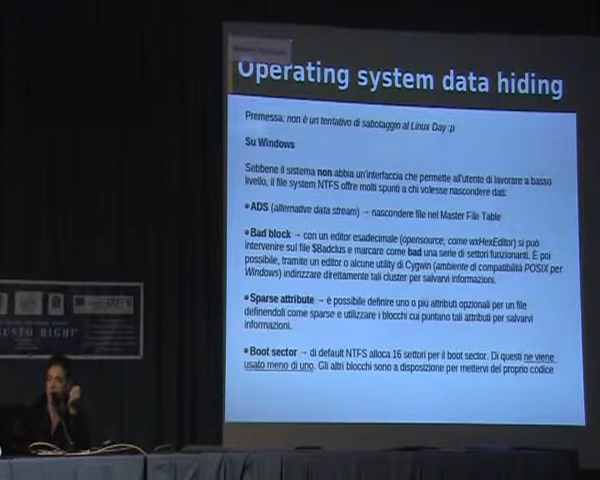 Operating system data hiding
Premessa: non è un tentativo di sabotaggio al Linux Day :p
Su Windows
Sebbene il sistema non abbia un'interfaccia che permette all'utente di lavorare a basso
livello, il file system NTFS offre molti spunti a chi volesse nascondere dati:
ADS (alternative data stream) → nascondere file nel Master File Table
Bad block → con un editor esadecimale (opensource, come wxHexEditor) si può
intervenire sul file $Badclus e marcare come bad una serie di settori funzionanti. E poi
possibile, tramite un editor o alcune utility di Cygwin (ambiente di compatibilità POSIX per
Windows) indirizzare direttamente tali cluster per salvarvi informazioni.
Sparse attribute → è possibile definire uno o più attributi opzionali per un file
definendoli come sparse e utilizzare i blocchi cui puntano tali attributi per salvarvi
informazioni.
Boot sector → di default NTFS alloca 16 settori per il boot sector. Di questi ne viene
usato meno di uno. Gli altri blocchi sono a disposizione per mettervi del proprio codice
USTO RIGHI"